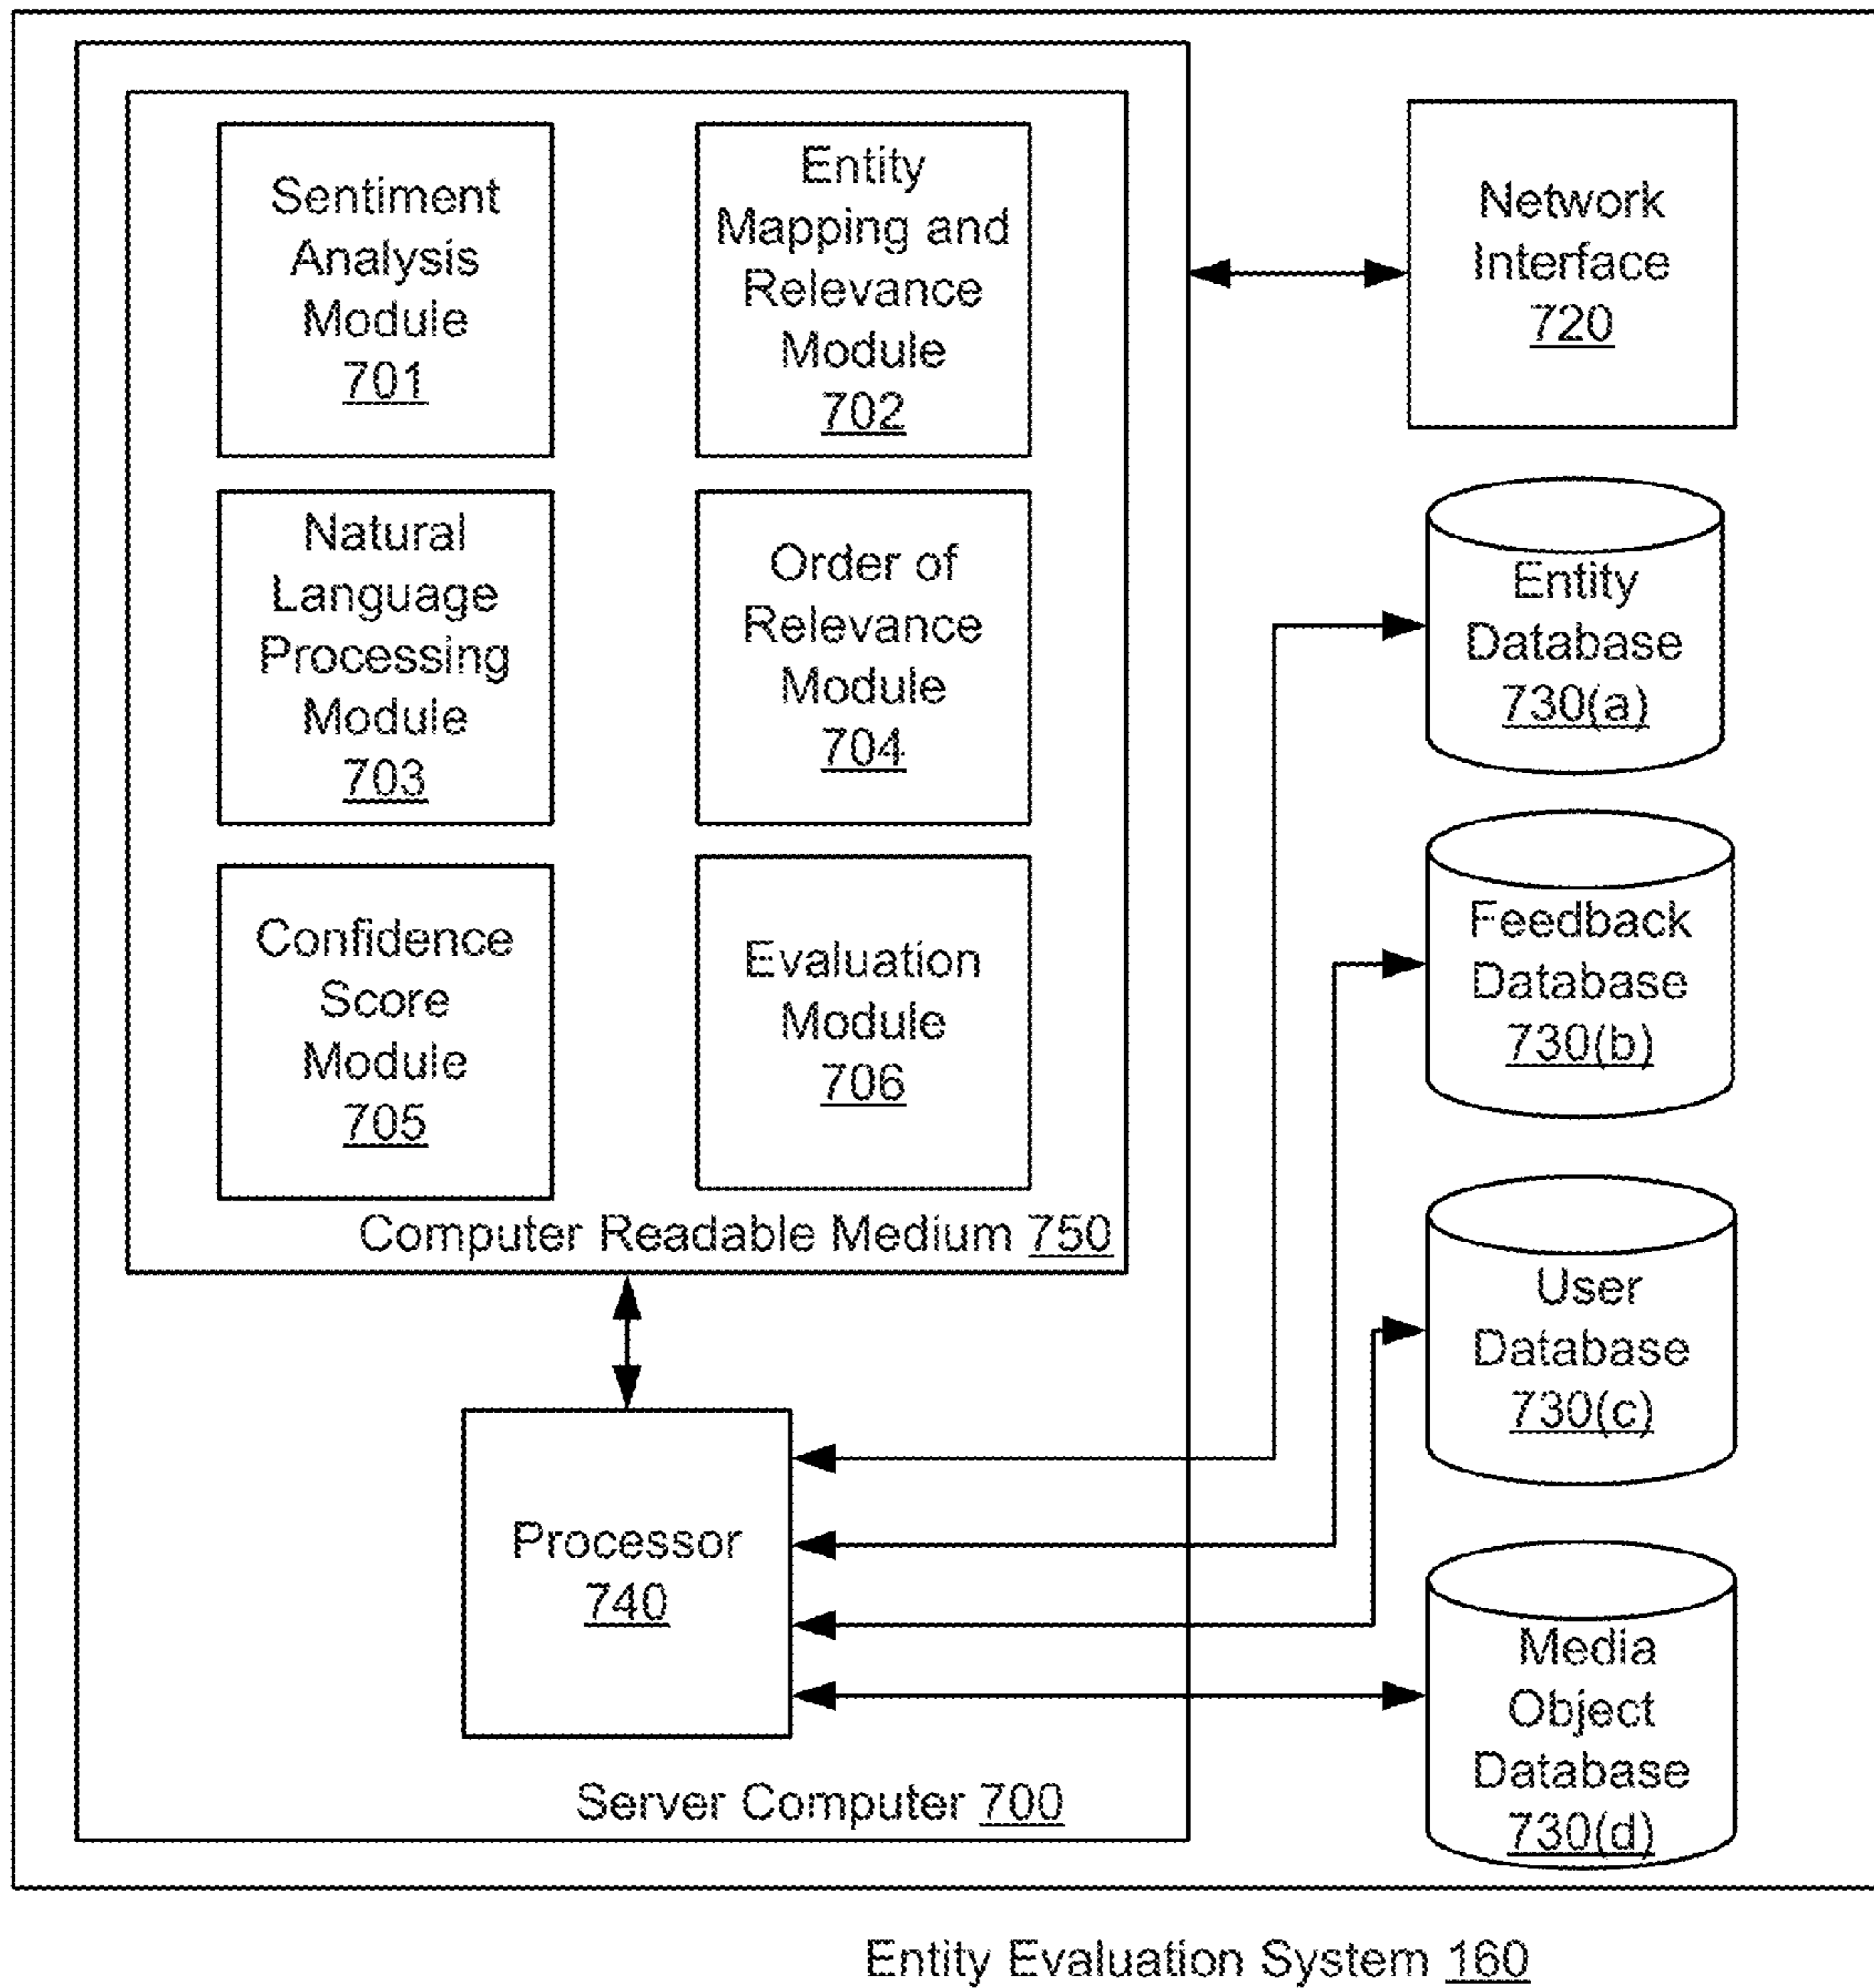 Sentiment
Analysis
Module
701
Entity
Mapping and
Relevance
Module
702
Natural
Language
Processing
Module
703
Order of
Relevance
Module
704
Confidence
Score
Module
705
Evaluation
Module
706
Computer Readable Medium 750
Processor
740
Server Computer 700
Network
Interface
720
Entity
Database
730(a)
Feedback
Database
730(b)
User
Database
730(c)
Media
Object
Database
730(d)
Entity Evaluation System 160